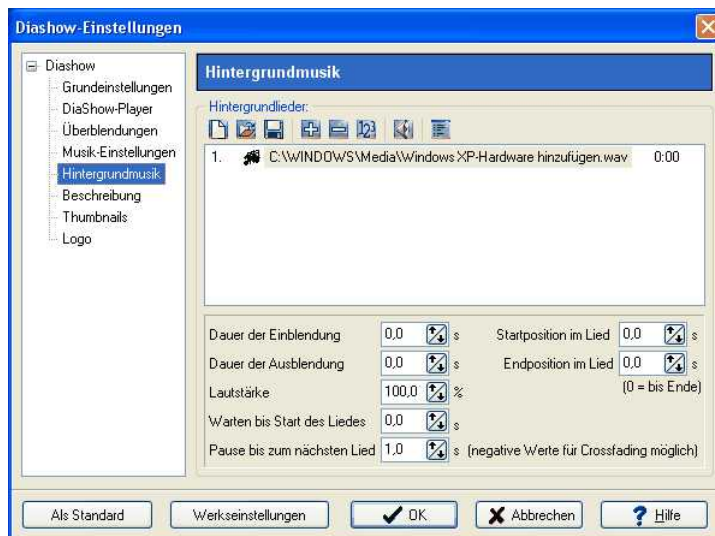 Diashow-Einstellungen
Diashow
Grundeinstellungen
DiaShow-Player
Überblendungen
Musik-Einstellungen
Hintergrundmusik
Beschreibung
Thumbnails
Logo
Hintergrundmusik
Hintergrundlieder:
123
1. C:\WINDOWS\Media\Windows XP-Hardware hinzufügen.wav 0:00
Dauer der Einblendung 0,0 s Startposition im Lied 0,0 s
Dauer der Ausblendung 0,0 s Endposition im Lied 0,0 s
Lautstärke 100,0 % (0 = bis Ende)
Warten bis Start des Liedes 0,0 s
Pause bis zum nächsten Lied 1,0 s (negative Werte für Crossfading möglich)
Als Standard Werkseinstellungen OK Abbrechen ? Hilfe